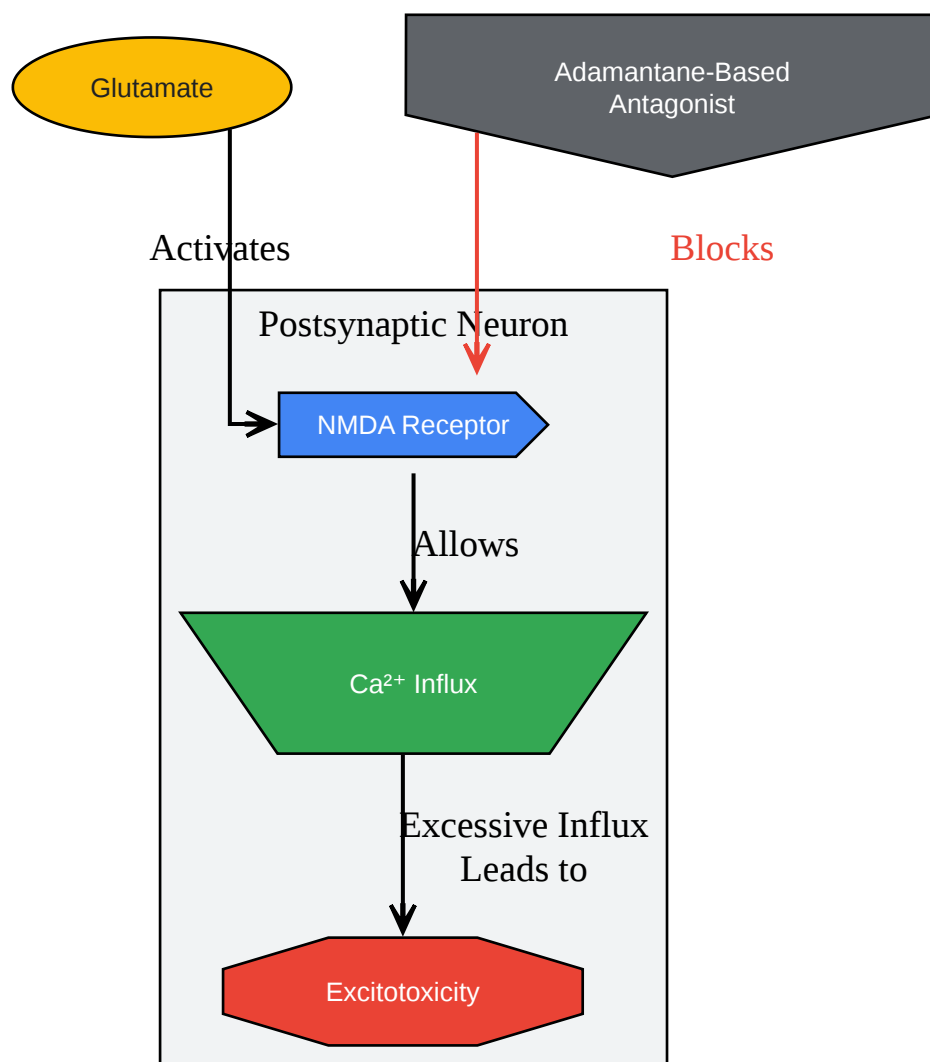 Glutamate
Adamantane-Based
Antagonist
Activates
Blocks
Postsynaptic Neuron
NMDA Receptor
Allows
Ca²⁺ Influx
Excessive Influx
Leads to
Excitotoxicity